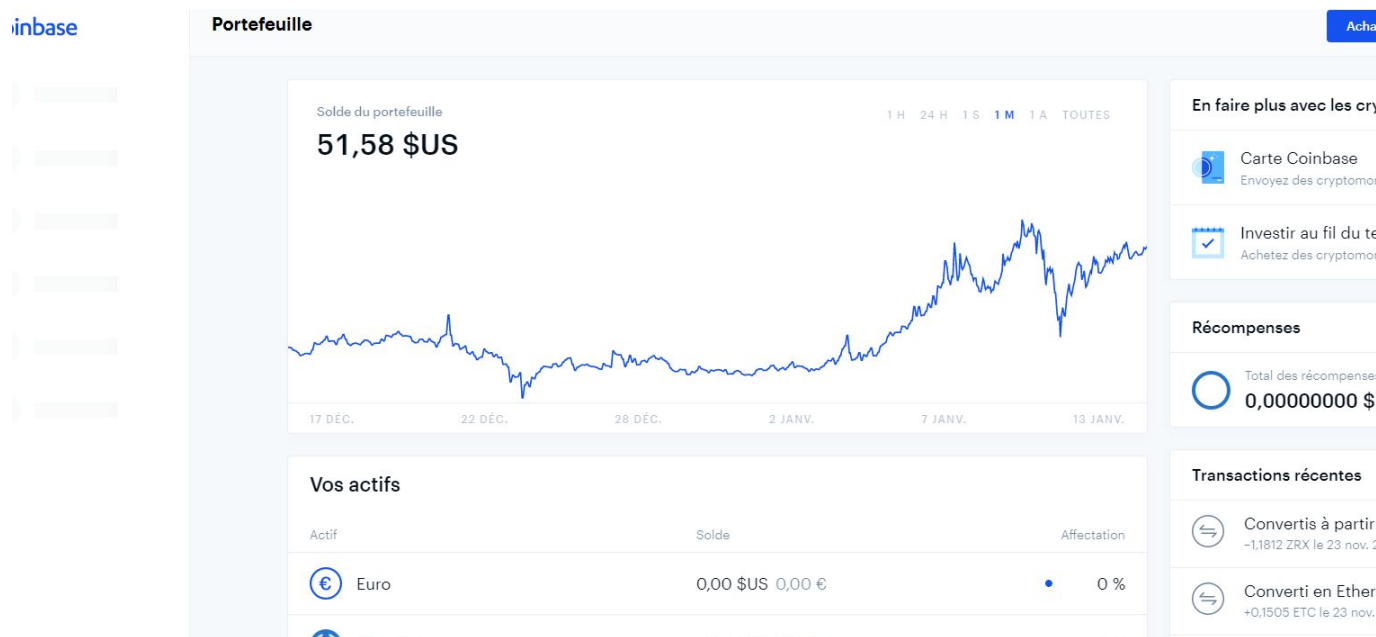 inbase
Portefeuille
Acha
Solde du portefeuille
51,58 $US
1 H 24 H 1 S 1 M 1 A TOUTES
17 DÉC. 22 DÉC. 28 DÉC. 2 JANV. 7 JANV. 13 JANV.
Vos actifs
Actif Solde Affectation
€ Euro 0,00 $US 0,00 € 0 %
En faire plus avec les cry
Carte Coinbase
Envoyez des cryptomon
Investir au fil du te
Achetez des cryptomon
Récompenses
Total des récompenses
0,00000000 $
Transactions récentes
Convertis à partir
-1,1812 ZRX le 23 nov. 2
Converti en Ether
+0,1505 ETC le 23 nov.